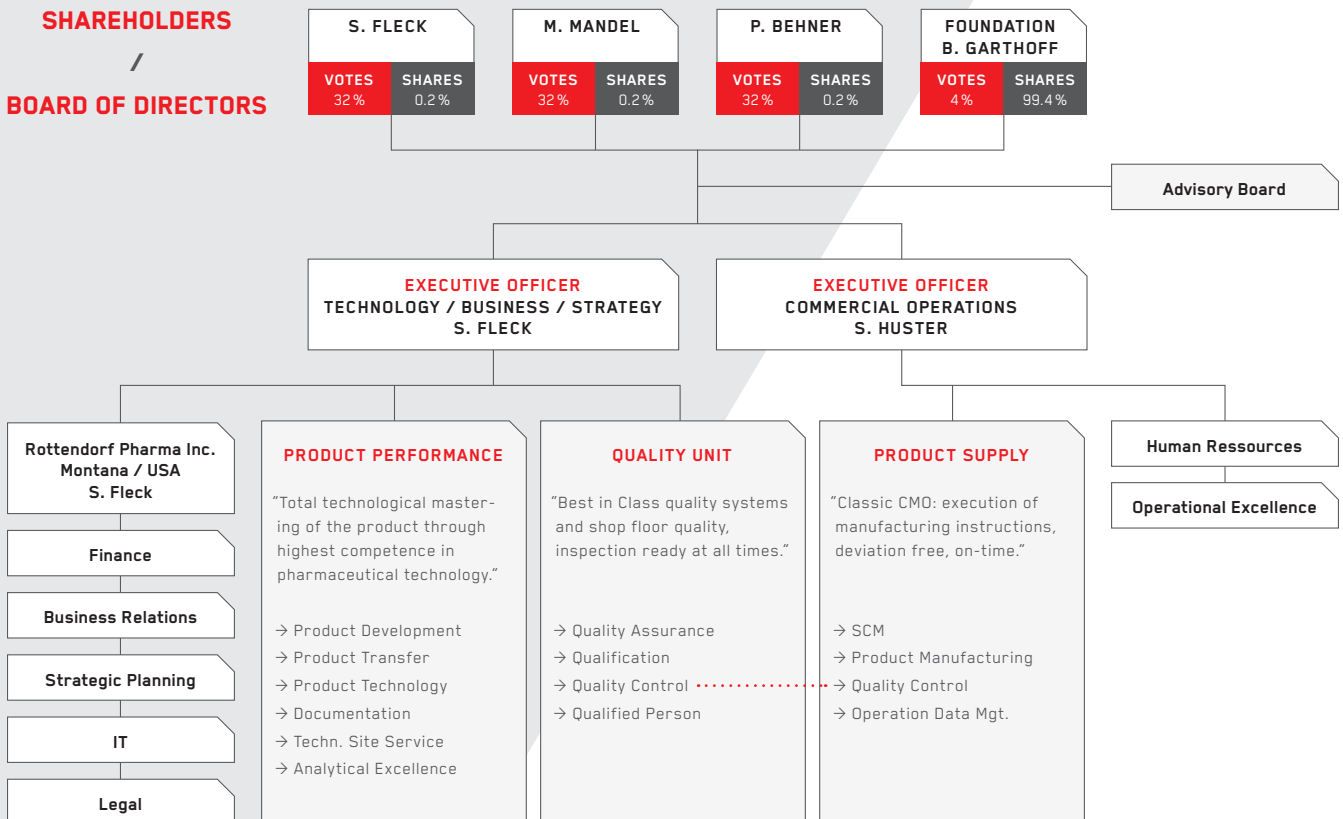 SHAREHOLDERS
/
BOARD OF DIRECTORS
S. FLECK
VOTES
32 %
SHARES
0.2 %
M. MANDEL
VOTES
32 %
SHARES
0.2 %
P. BEHNER
VOTES
32 %
SHARES
0.2 %
FOUNDATION
B. GARTHOFF
VOTES
4 %
SHARES
99.4 %
Advisory Board
EXECUTIVE OFFICER
TECHNOLOGY / BUSINESS / STRATEGY
S. FLECK
EXECUTIVE OFFICER
COMMERCIAL OPERATIONS
S. HUSTER
Rottendorf Pharma Inc.
Montana / USA
S. Fleck
Finance
Business Relations
Strategic Planning
IT
Legal
PRODUCT PERFORMANCE
"Total technological master-
ing of the product through
highest competence in
pharmaceutical technology."
→ Product Development
→ Product Transfer
→ Product Technology
→ Documentation
→ Techn. Site Service
→ Analytical Excellence
QUALITY UNIT
"Best in Class quality systems
and shop floor quality,
inspection ready at all times."
→ Quality Assurance
→ Qualification
→ Quality Control
→ Qualified Person
PRODUCT SUPPLY
"Classic CMO: execution of
manufacturing instructions,
deviation free, on-time."
→ SCM
→ Product Manufacturing
→ Quality Control
→ Operation Data Mgt.
Human Ressources
Operational Excellence